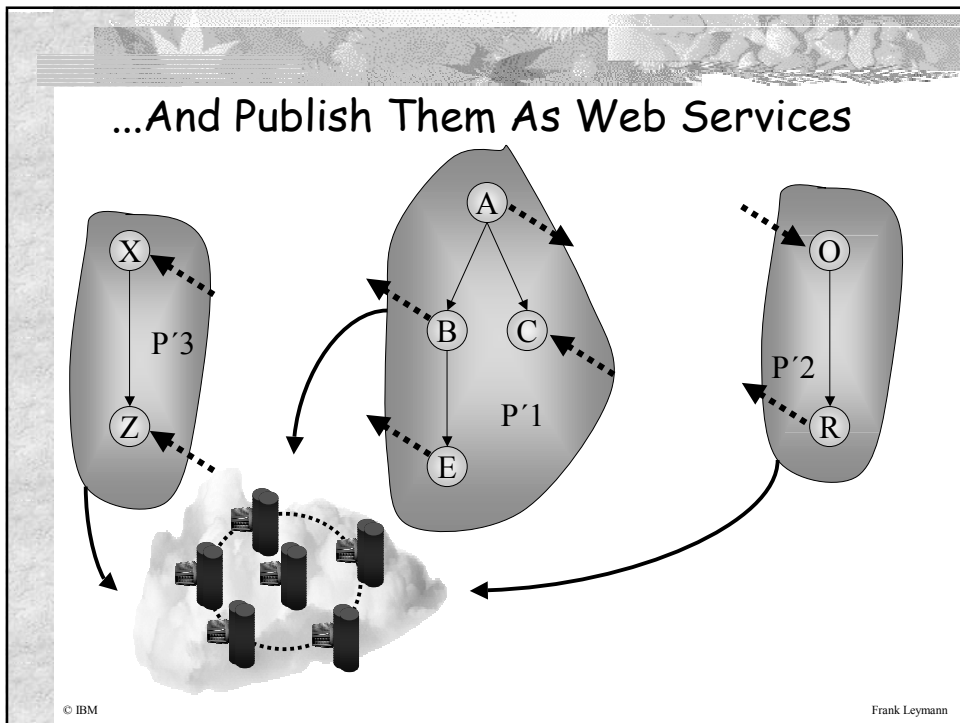 ...And Publish Them As Web Services
A
X
O
B
C
P´3
P´2
P´1
Z
R
E
© IBM
Frank Leymann